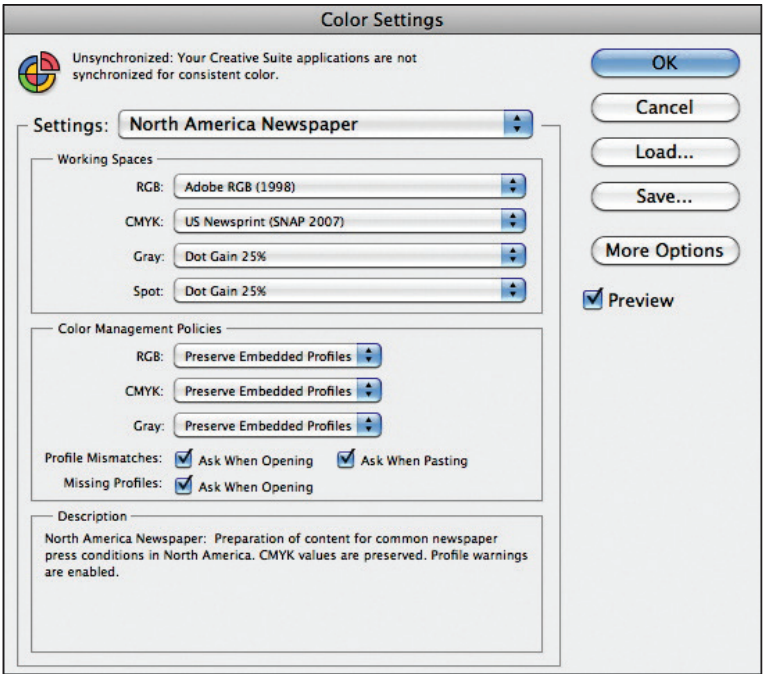 Color Settings
Unsynchronized: Your Creative Suite applications are not
synchronized for consistent color.
OK
Cancel
Load...
Save...
More Options
Preview
Settings: North America Newspaper
Working Spaces
RGB: Adobe RGB (1998)
CMYK: US Newsprint (SNAP 2007)
Gray: Dot Gain 25%
Spot: Dot Gain 25%
Color Management Policies
RGB: Preserve Embedded Profiles
CMYK: Preserve Embedded Profiles
Gray: Preserve Embedded Profiles
Profile Mismatches: Ask When Opening Ask When Pasting
Missing Profiles: Ask When Opening
Description
North America Newspaper: Preparation of content for common newspaper
press conditions in North America. CMYK values are preserved. Profile warnings
are enabled.